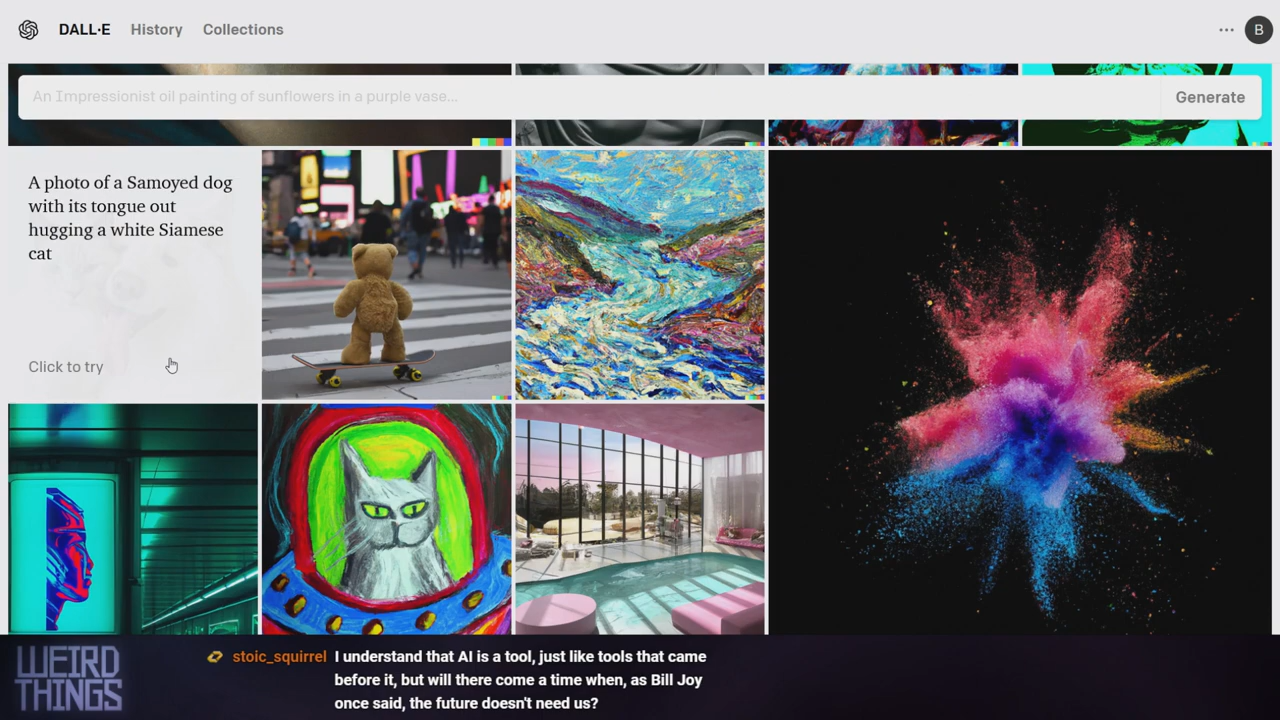 DALL·E History Collections ... B
An Impressionist oil painting of sunflowers in a purple vase... Generate
A photo of a Samoyed dog
with its tongue out
hugging a white Siamese
cat
Click to try
WEIRD
THINGS
stoic_squirrel I understand that AI is a tool, just like tools that came
before it, but will there come a time when, as Bill Joy
once said, the future doesn't need us?